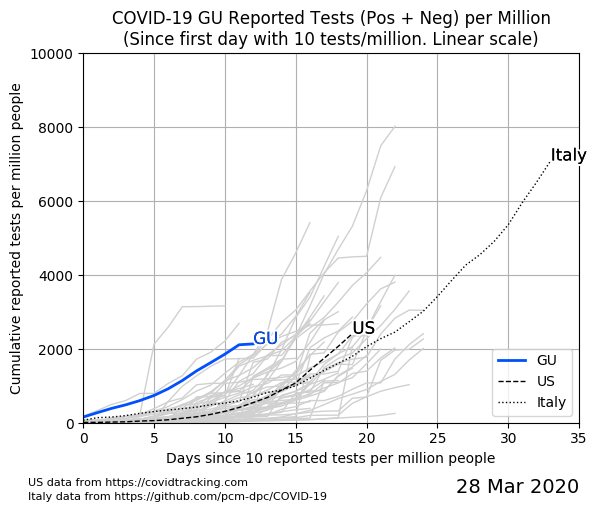 COVID-19 GU Reported Tests (Pos + Neg) per Million
(Since first day with 10 tests/million. Linear scale)
Cumulative reported tests per million people
10000
8000
6000
4000
2000
0
Italy
US
GU
GU
US
Italy
0 5 10 15 20 25 30 35
Days since 10 reported tests per million people
US data from https://covidtracking.com
Italy data from https://github.com/pcm-dpc/COVID-19
28 Mar 2020